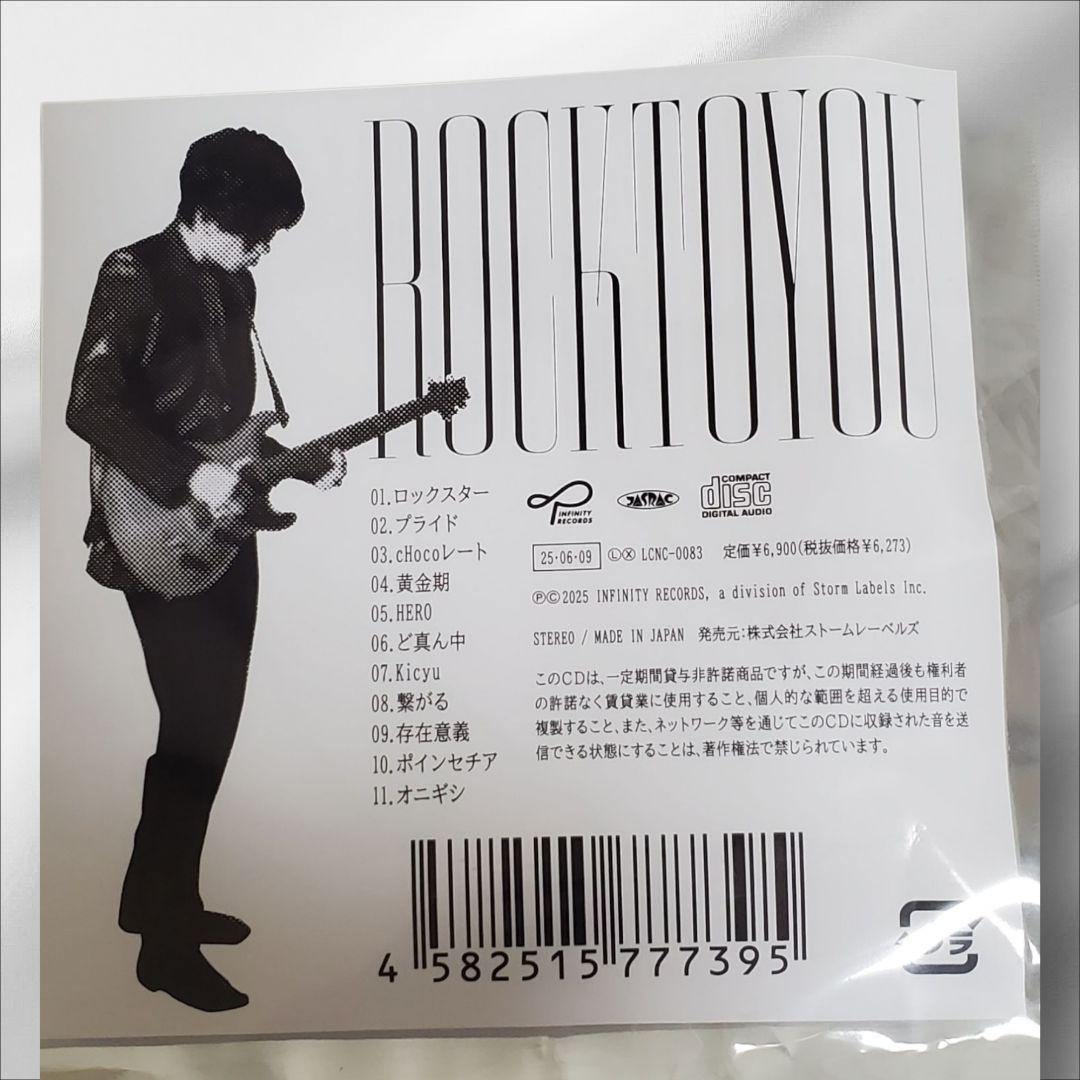 ROCKTOYOU
01.ロックスター
02.プライド
03.cHocoレート
04.黄金期
05.HERO
06.ど真ん中
07.Kicyu
08.繋がる
09.存在意義
10.ポインセチア
11.オニギシ
INFINITY
RECORDS
JASRAC
COMPACT
disc
DIGITAL AUDIO
25·06·09 ⓁⓍ LCNC-0083 定価¥6,900(税抜価格¥6,273)
ⓅⒸ2025 INFINITY RECORDS, a division of Storm Labels Inc.
STEREO / MADE IN JAPAN 発売元:株式会社ストームレーベルズ
このCDは、一定期間貸与非許諾商品ですが、この期間経過後も権利者
の許諾なく賃貸業に使用すること、個人的な範囲を超える使用目的で
複製すること、また、ネットワーク等を通じてこのCDに収録された音を送
信できる状態にすることは、著作権法で禁じられています。
4 582515 777395
プラ